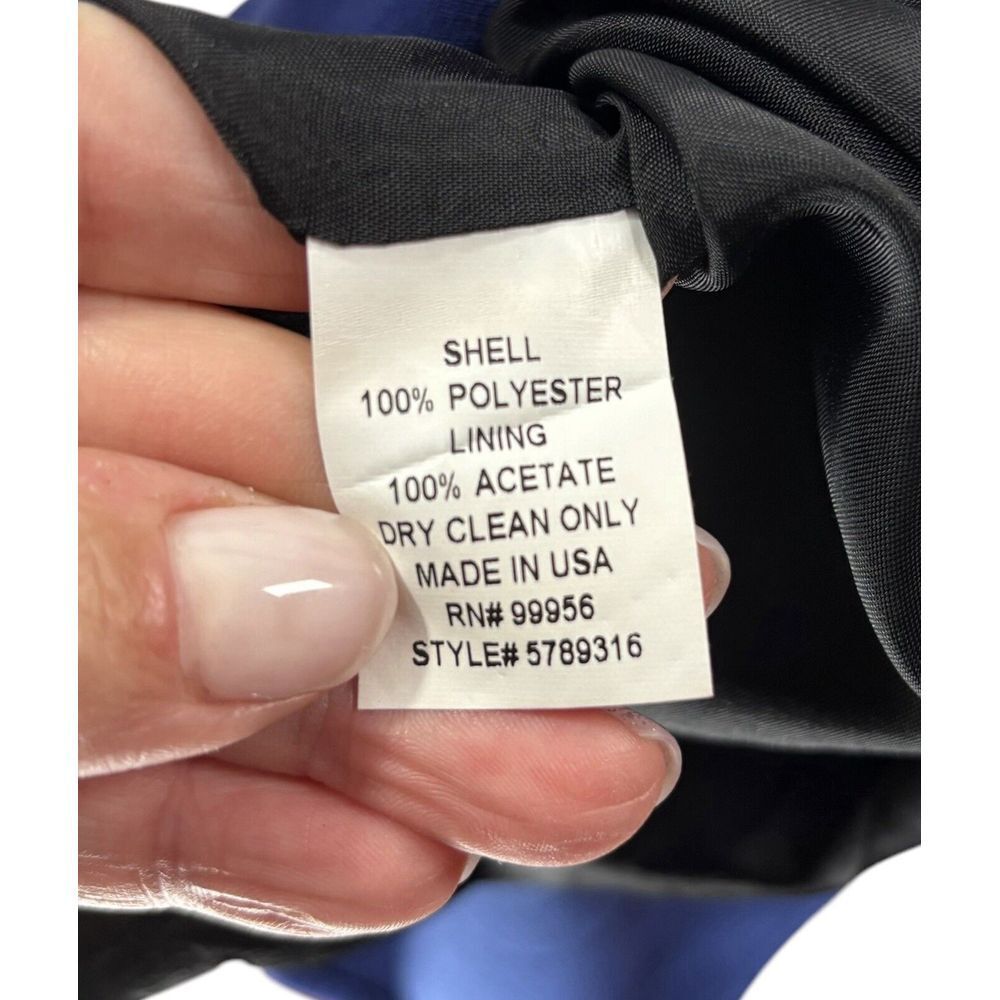 SHELL
100% POLYESTER
LINING
100% ACETATE
DRY CLEAN ONLY
MADE IN USA
RN# 99956
STYLE# 5789316